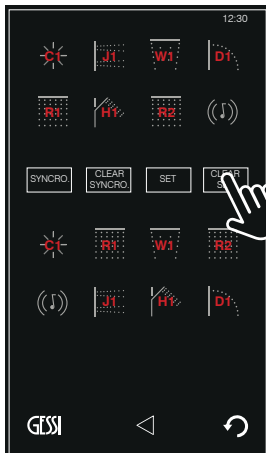 12:30
C1 J1 W1 D1
R1 H1 R2
SYNCRO. CLEAR SYNCRO. SET CLEAR
C1 R1 W1 R2
J1 H1 D1
GESSI